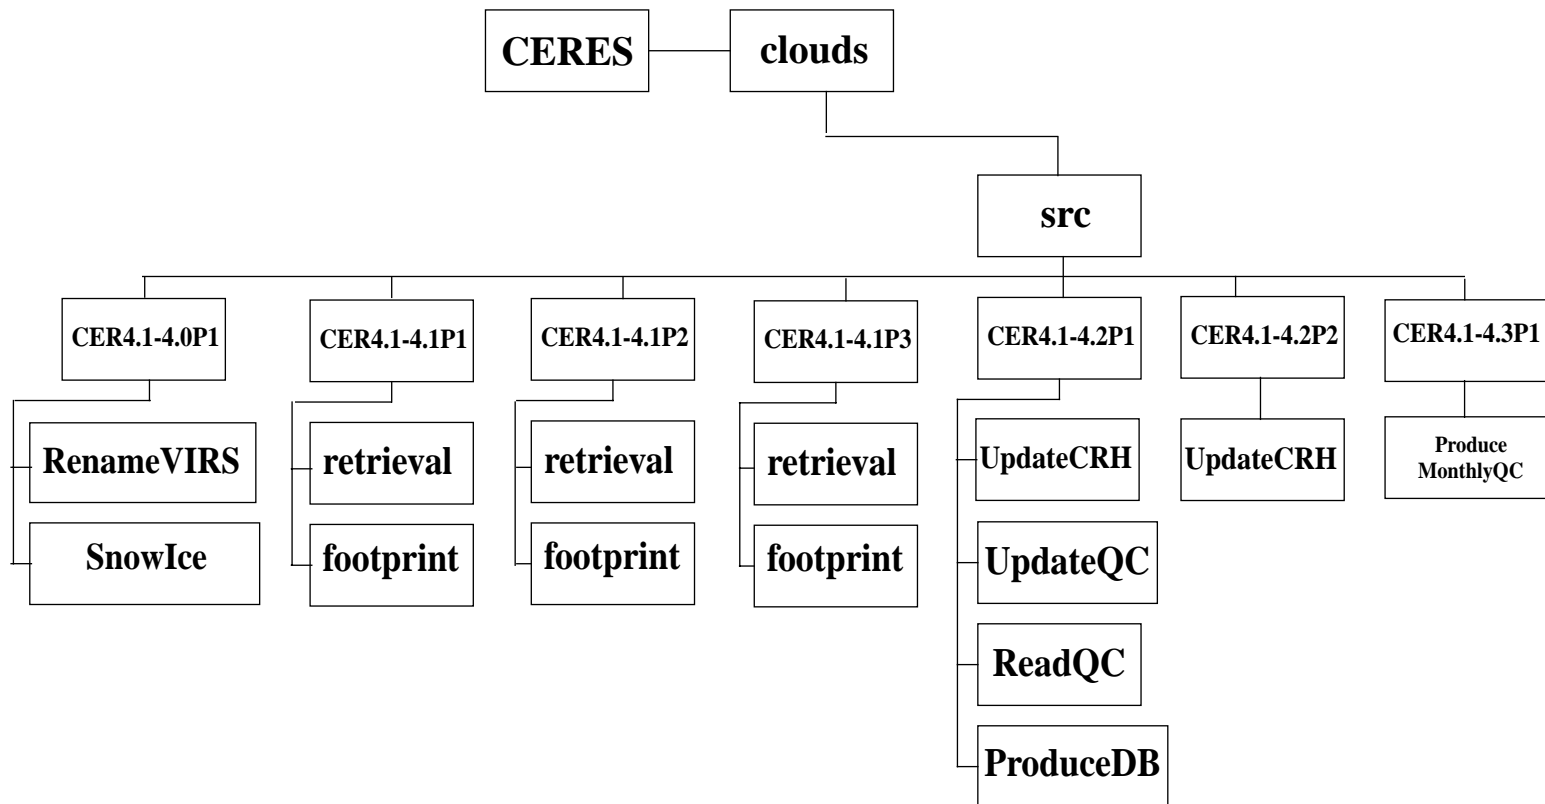 CERES
clouds
src
CER4.1-4.0P1
CER4.1-4.1P1
CER4.1-4.1P2
CER4.1-4.1P3
CER4.1-4.2P1
CER4.1-4.2P2
CER4.1-4.3P1
RenameVIRS
retrieval
retrieval
retrieval
UpdateCRH
UpdateCRH
Produce
MonthlyQC
SnowIce
footprint
footprint
footprint
UpdateQC
ReadQC
ProduceDB